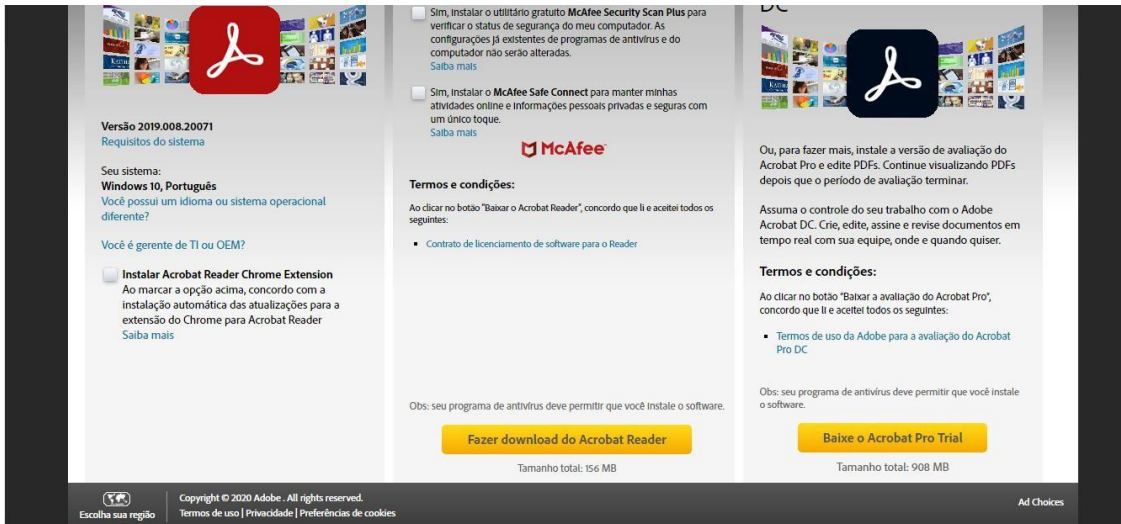 Versão 2019.008.20071
Requisitos do sistema
Seu sistema:
Windows 10, Português
Você possui um idioma ou sistema operacional
diferente?
Você é gerente de TI ou OEM?
Instalar Acrobat Reader Chrome Extension
Ao marcar a opção acima, concordo com a
instalação automática das atualizações para a
extensão do Chrome para Acrobat Reader
Saiba mais
Sim, instalar o utilitário gratuito McAfee Security Scan Plus para
verificar o status de segurança do meu computador. As
configurações já existentes de programas de antivírus e do
computador não serão alteradas.
Saiba mais
Sim, instalar o McAfee Safe Connect para manter minhas
atividades online e informações pessoais privadas e seguras com
um único toque.
Saiba mais
McAfee
Termos e condições:
Ao clicar no botão "Baixar o Acrobat Reader", concordo que li e aceitei todos os
seguintes:
Contrato de licenciamento de software para o Reader
Obs: seu programa de antivírus deve permitir que você instale o software.
Fazer download do Acrobat Reader
Tamanho total: 156 MB
DC
Ou, para fazer mais, instale a versão de avaliação do
Acrobat Pro e edite PDFs. Continue visualizando PDFs
depois que o período de avaliação terminar.
Assuma o controle do seu trabalho com o Adobe
Acrobat DC. Crie, edite, assine e revise documentos em
tempo real com sua equipe, onde e quando quiser.
Termos e condições:
Ao clicar no botão "Baixar a avaliação do Acrobat Pro",
concordo que li e aceitei todos os seguintes:
Termos de uso da Adobe para a avaliação do Acrobat
Pro DC
Obs: seu programa de antivírus deve permitir que você instale
o software.
Baixe o Acrobat Pro Trial
Tamanho total: 908 MB
Escolha sua região
Copyright © 2020 Adobe . All rights reserved.
Termos de uso | Privacidade | Preferências de cookies
Ad Choices